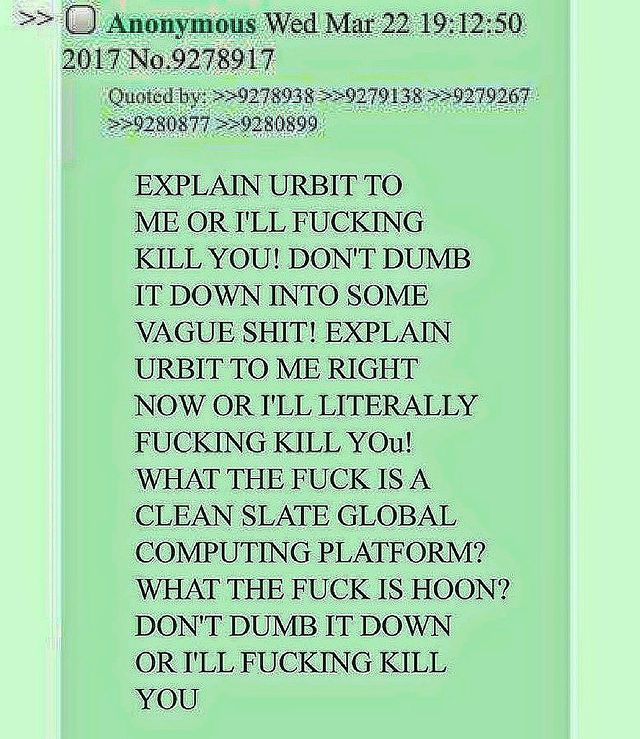 >> Anonymous Wed Mar 22 19:12:50
2017 No.9278917
Quoted by: >>9278938 >>9279138 >>9279267
>>9280877 >>9280899
EXPLAIN URBIT TO
ME OR I'LL FUCKING
KILL YOU! DON'T DUMB
IT DOWN INTO SOME
VAGUE SHIT! EXPLAIN
URBIT TO ME RIGHT
NOW OR I'LL LITERALLY
FUCKING KILL YOu!
WHAT THE FUCK IS A
CLEAN SLATE GLOBAL
COMPUTING PLATFORM?
WHAT THE FUCK IS HOON?
DON'T DUMB IT DOWN
OR I'LL FUCKING KILL
YOU